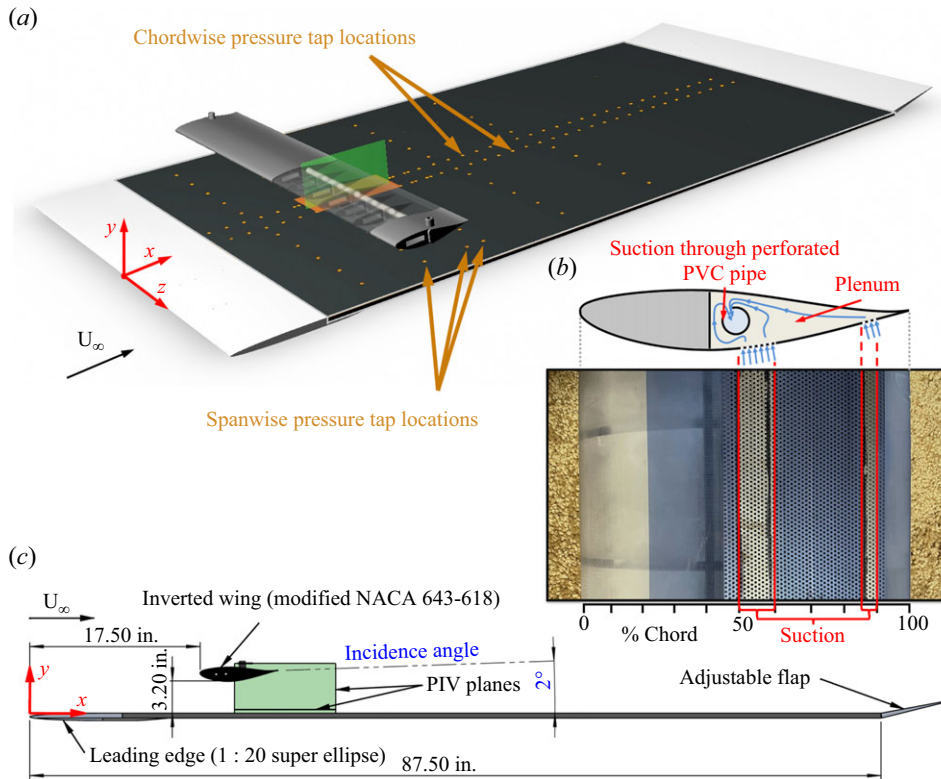 (a)
Chordwise pressure tap locations
y
x
z
U∞
Spanwise pressure tap locations
(b)
Suction through perforated
PVC pipe
Plenum
0
% Chord
50
Suction
100
(c)
U∞
Inverted wing (modified NACA 643-618)
17.50 in.
Incidence angle
3.20 in.
2°
PIV planes
Adjustable flap
y
x
Leading edge (1 : 20 super ellipse)
87.50 in.